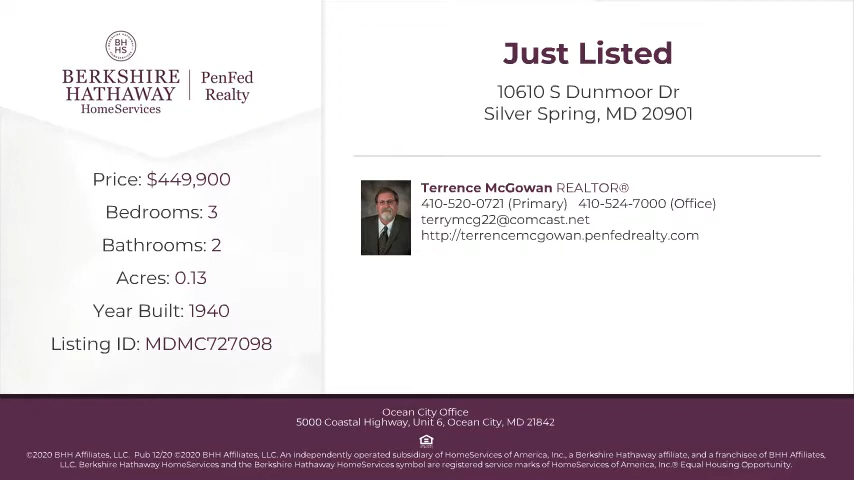 BH
HS
BERKSHIRE
HATHAWAY
HomeServices
PenFed
Realty
Price: $449,900
Bedrooms: 3
Bathrooms: 2
Acres: 0.13
Year Built: 1940
Listing ID: MDMC727098
Just Listed
10610 S Dunmoor Dr
Silver Spring, MD 20901
Terrence McGowan REALTOR®
410-520-0721 (Primary) 410-524-7000 (Office)
terrymcg22@comcast.net
http://terrencemcgowan.penfedrealty.com
Ocean City Office
5000 Coastal Highway, Unit 6, Ocean City, MD 21842
©2020 BHH Affiliates, LLC. Pub 12/20 ©2020 BHH Affiliates, LLC. An independently operated subsidiary of HomeServices of America, Inc., a Berkshire Hathaway affiliate, and a franchisee of BHH Affiliates,
LLC. Berkshire Hathaway HomeServices and the Berkshire Hathaway HomeServices symbol are registered service marks of HomeServices of America, Inc.® Equal Housing Opportunity.